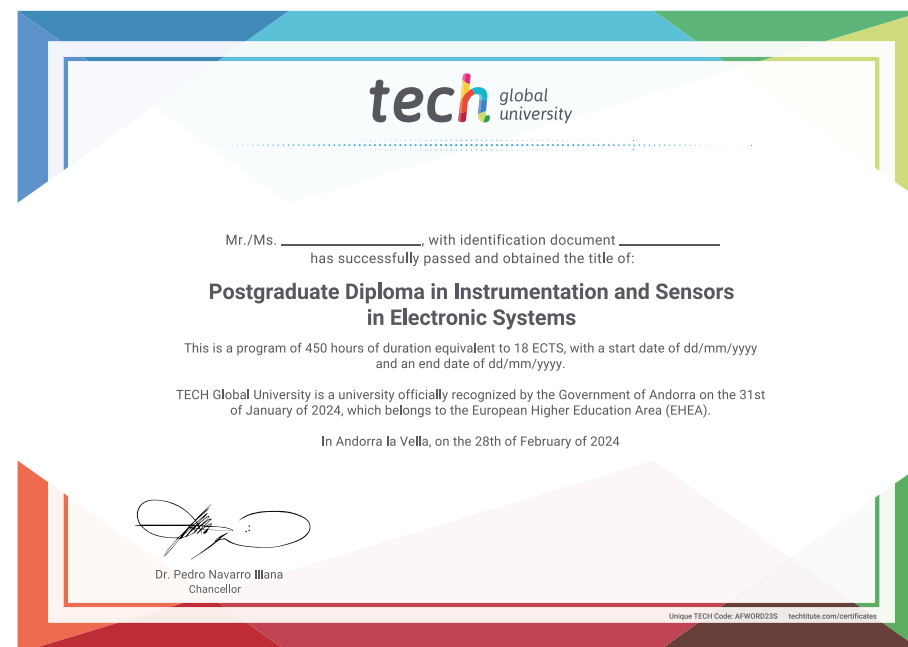 tech global
university
Mr./Ms. ____________, with identification document ____________
has successfully passed and obtained the title of:
Postgraduate Diploma in Instrumentation and Sensors
in Electronic Systems
This is a program of 450 hours of duration equivalent to 18 ECTS, with a start date of dd/mm/yyyy
and an end date of dd/mm/yyyy.
TECH Global University is a university officially recognized by the Government of Andorra on the 31st
of January of 2024, which belongs to the European Higher Education Area (EHEA).
In Andorra la Vella, on the 28th of February of 2024
Dr. Pedro Navarro Illana
Chancellor
Unique TECH Code: AFWORD23S techtitute.com/certificates